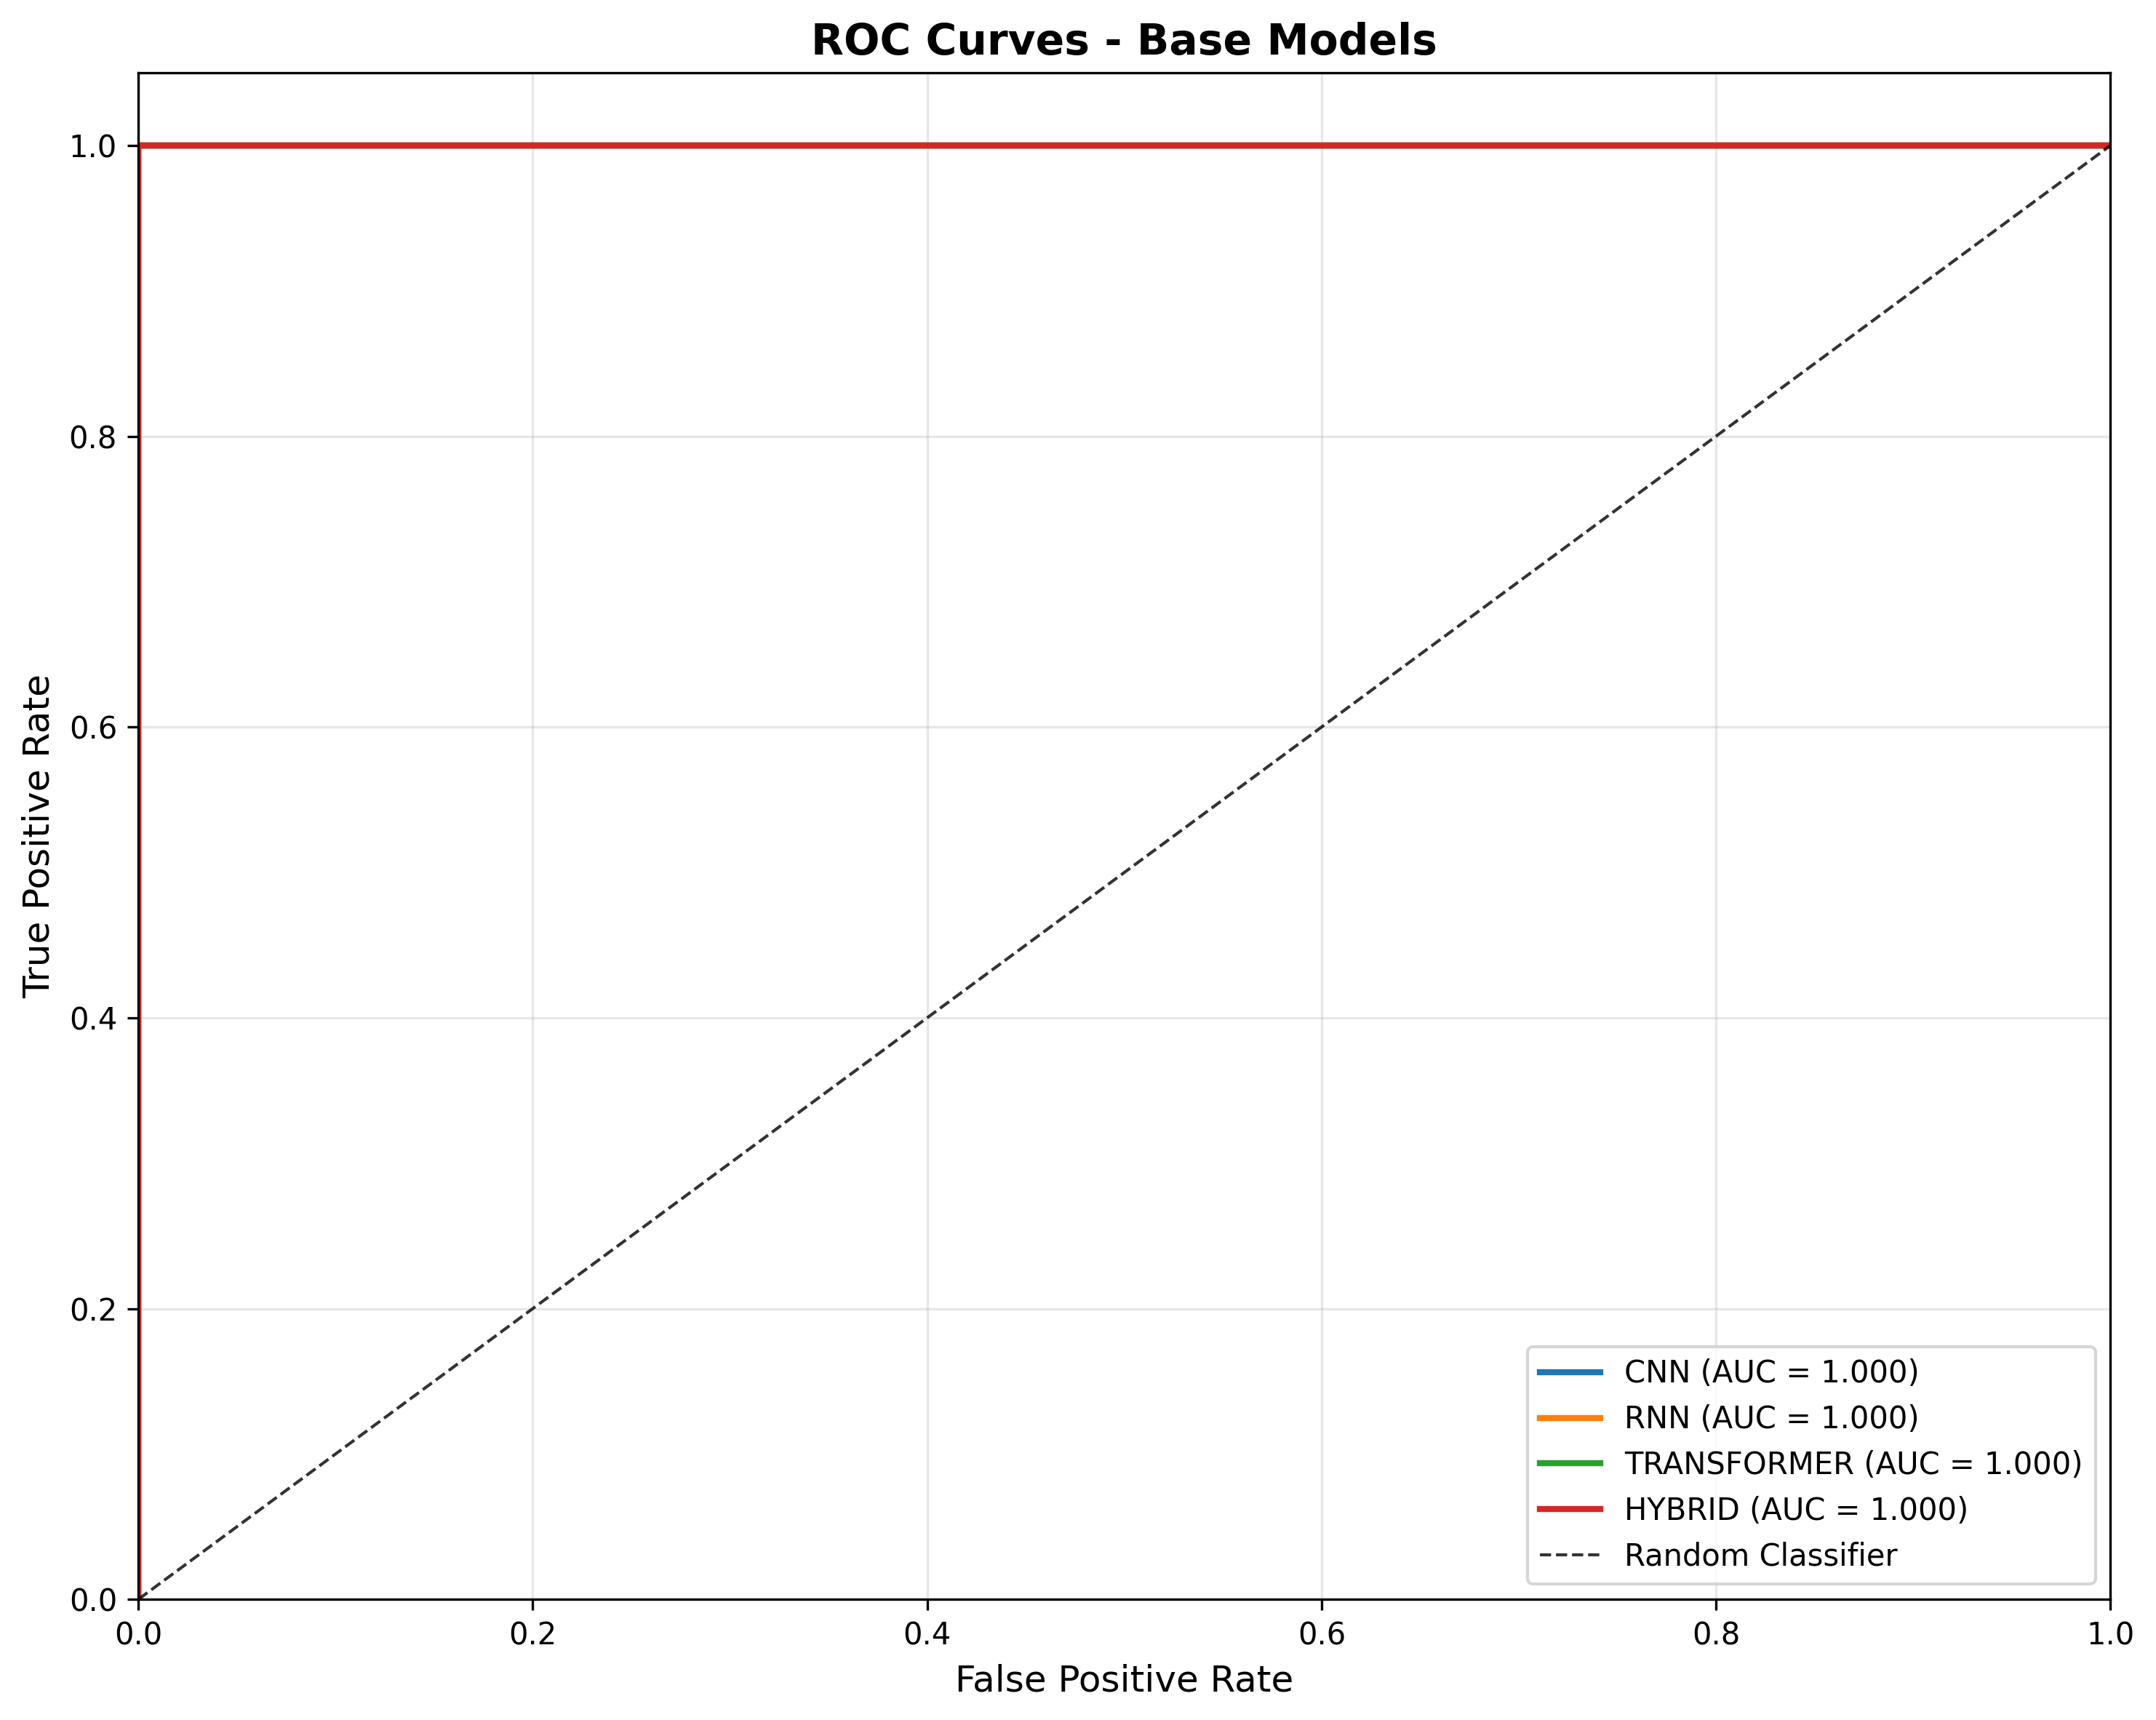 ROC Curves - Base Models
True Positive Rate
1.0
0.8
0.6
0.4
0.2
0.0
0.0 0.2 0.4 0.6 0.8 1.0
False Positive Rate
CNN (AUC = 1.000)
RNN (AUC = 1.000)
TRANSFORMER (AUC = 1.000)
HYBRID (AUC = 1.000)
Random Classifier